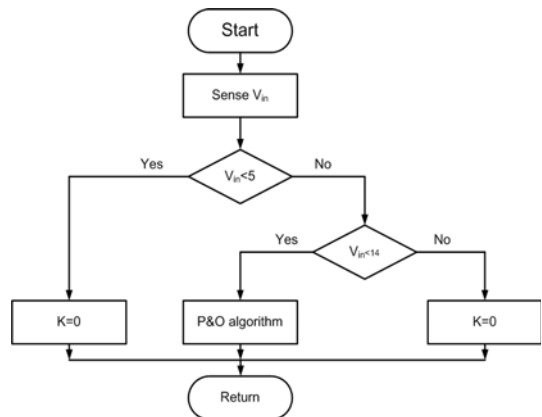 Start
Sense Vin
Yes
Vin<5
No
Yes
Vin<14
No
K=0
P&O algorithm
K=0
Return